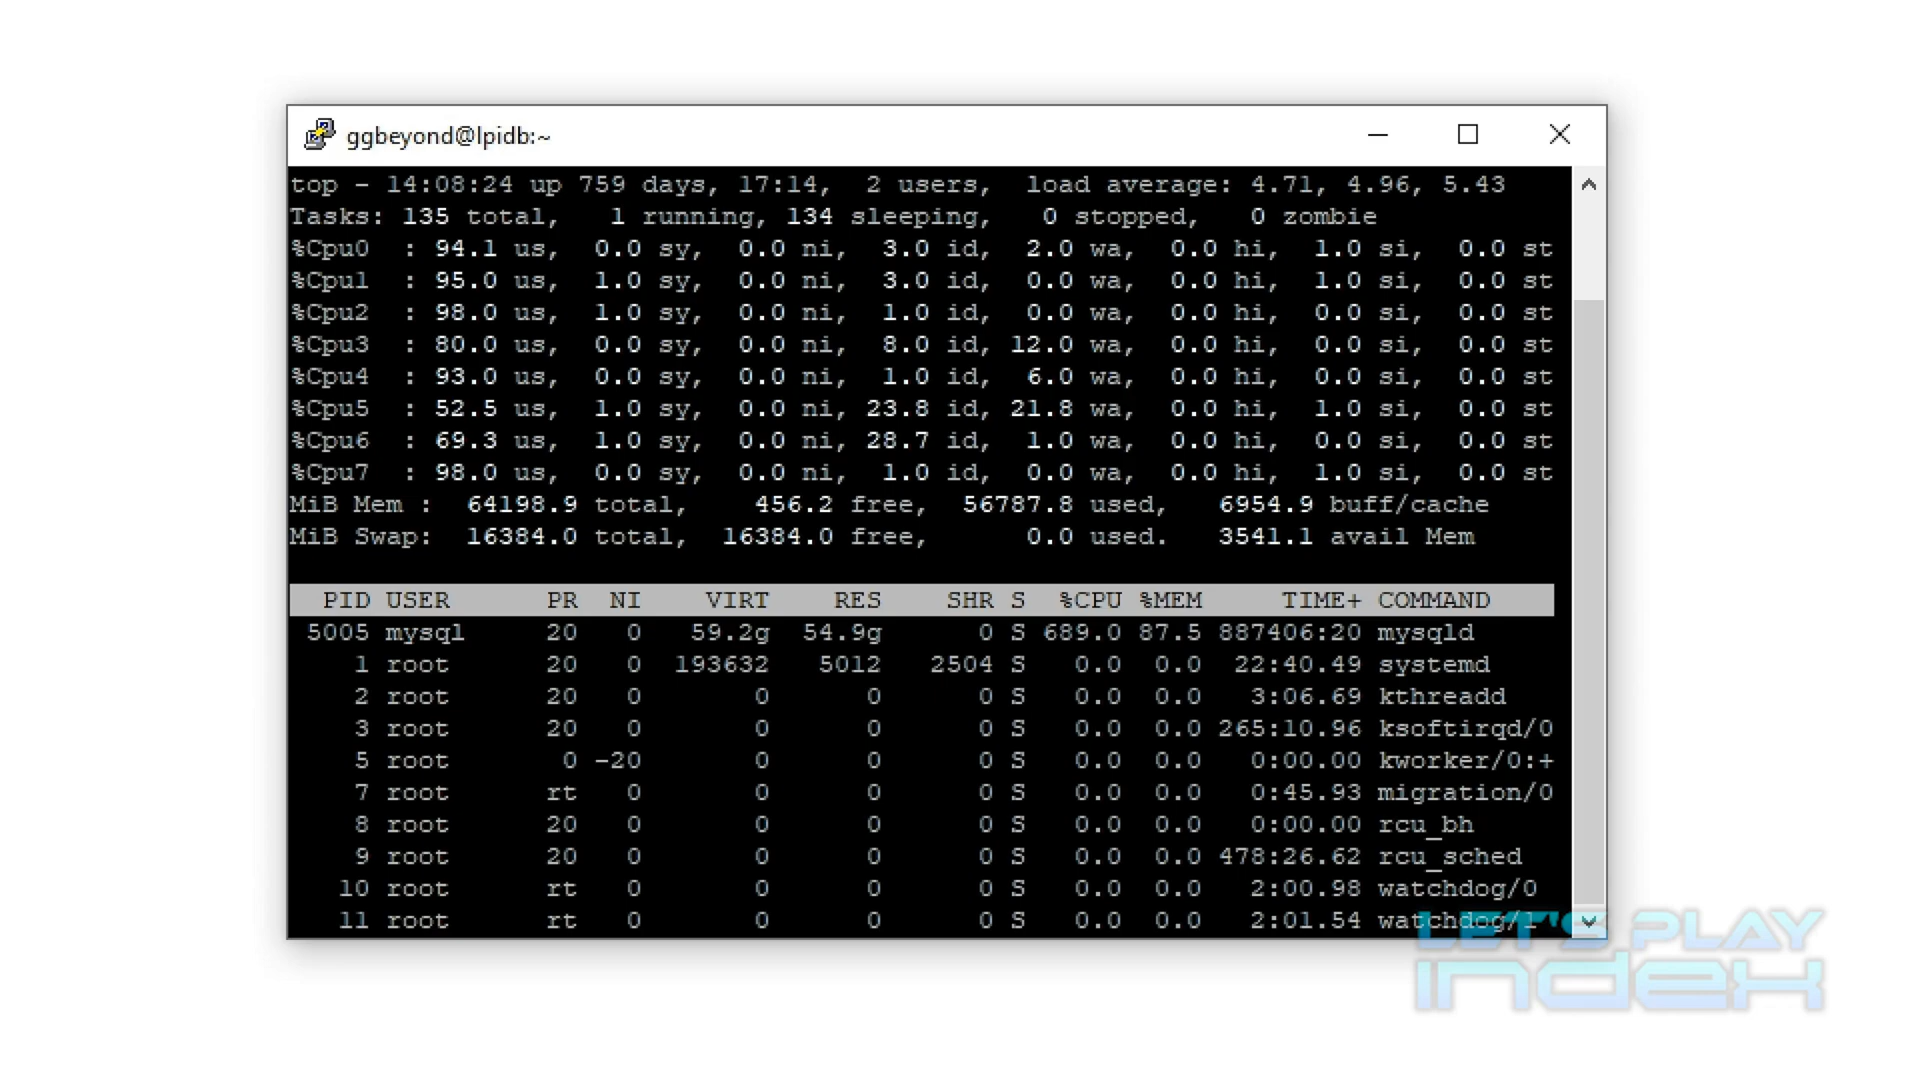 ggbeyond@lpidb:~
top - 14:08:24 up 759 days, 17:14,  2 users,  load average: 4.71, 4.96, 5.43
Tasks: 135 total,   1 running, 134 sleeping,   0 stopped,   0 zombie
%Cpu0  : 94.1 us,  0.0 sy,  0.0 ni,  3.0 id,  2.0 wa,  0.0 hi,  1.0 si,  0.0 st
%Cpu1  : 95.0 us,  1.0 sy,  0.0 ni,  3.0 id,  0.0 wa,  0.0 hi,  1.0 si,  0.0 st
%Cpu2  : 98.0 us,  1.0 sy,  0.0 ni,  1.0 id,  0.0 wa,  0.0 hi,  0.0 si,  0.0 st
%Cpu3  : 80.0 us,  0.0 sy,  0.0 ni,  8.0 id, 12.0 wa,  0.0 hi,  0.0 si,  0.0 st
%Cpu4  : 93.0 us,  0.0 sy,  0.0 ni,  1.0 id,  6.0 wa,  0.0 hi,  0.0 si,  0.0 st
%Cpu5  : 52.5 us,  1.0 sy,  0.0 ni, 23.8 id, 21.8 wa,  0.0 hi,  1.0 si,  0.0 st
%Cpu6  : 69.3 us,  1.0 sy,  0.0 ni, 28.7 id,  1.0 wa,  0.0 hi,  0.0 si,  0.0 st
%Cpu7  : 98.0 us,  0.0 sy,  0.0 ni,  1.0 id,  0.0 wa,  0.0 hi,  1.0 si,  0.0 st
MiB Mem :  64198.9 total,    456.2 free,  56787.8 used,   6954.9 buff/cache
MiB Swap:  16384.0 total,  16384.0 free,      0.0 used.   3541.1 avail Mem
PID USER      PR  NI    VIRT    RES    SHR S  %CPU %MEM     TIME+ COMMAND
5005 mysql     20   0   59.2g  54.9g      0 S 689.0 87.5 887406:20 mysqld
1 root      20   0  193632   5012   2504 S   0.0  0.0  22:40.49 systemd
2 root      20   0       0      0      0 S   0.0  0.0   3:06.69 kthreadd
3 root      20   0       0      0      0 S   0.0  0.0 265:10.96 ksoftirqd/0
5 root       0 -20       0      0      0 S   0.0  0.0   0:00.00 kworker/0:+
7 root      rt   0       0      0      0 S   0.0  0.0   0:45.93 migration/0
8 root      20   0       0      0      0 S   0.0  0.0   0:00.00 rcu_bh
9 root      20   0       0      0      0 S   0.0  0.0 478:26.62 rcu_sched
10 root      rt   0       0      0      0 S   0.0  0.0   2:00.98 watchdog/0
11 root      rt   0       0      0      0 S   0.0  0.0   2:01.54 watchdog/1
LET'S PLAY
index